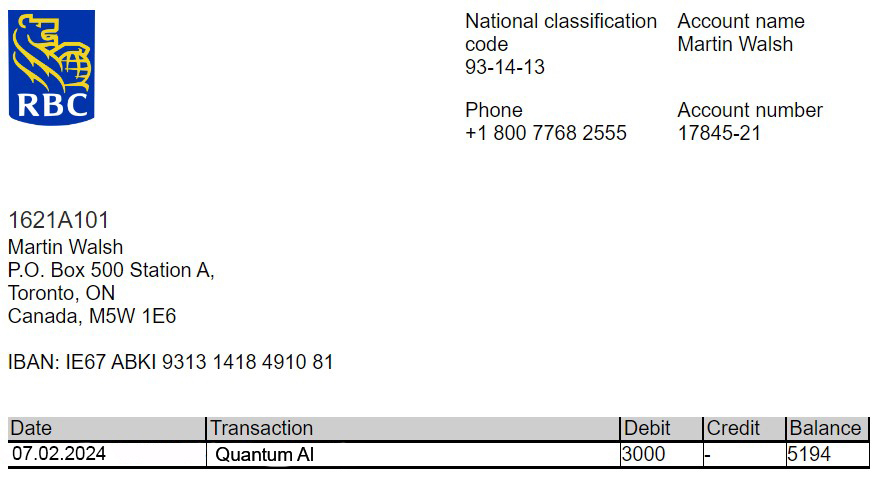 RBC
National classification
code
93-14-13
Account name
Martin Walsh
Phone
+1 800 7768 2555
Account number
17845-21
1621A101
Martin Walsh
P.O. Box 500 Station A,
Toronto, ON
Canada, M5W 1E6
IBAN: IE67 ABKI 9313 1418 4910 81
Date Transaction Debit Credit Balance
07.02.2024 Quantum AI 3000 - 5194